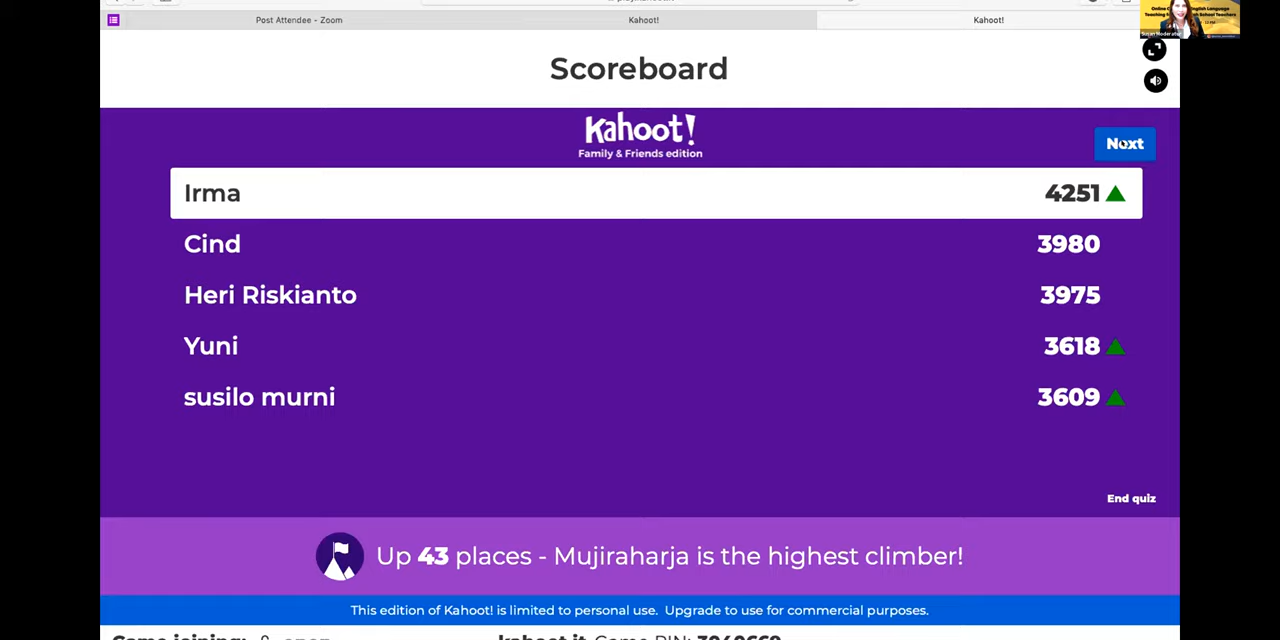 Post Attendee - Zoom
Kahoot!
Kahoot!
Scoreboard
Kahoot!
Family & Friends edition
Next
Irma 4251
Cind 3980
Heri Riskianto 3975
Yuni 3618
susilo murni 3609
End quiz
Up 43 places - Mujiraharja is the highest climber!
This edition of Kahoot! is limited to personal use. Upgrade to use for commercial purposes.